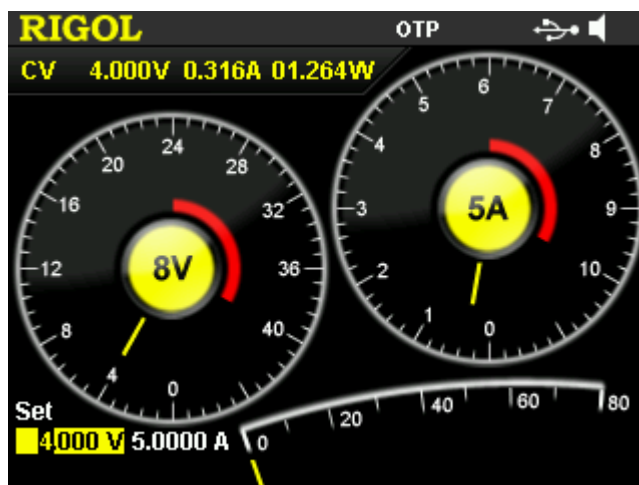 RIGOL OTP
CV 4.000V 0.316A 01.264W
0 4 8 12 16 20 24 28 32 36 40
8V
0 1 2 3 4 5 6 7 8 9 10
5A
Set
4.000 V 5.0000 A
0 20 40 60 80